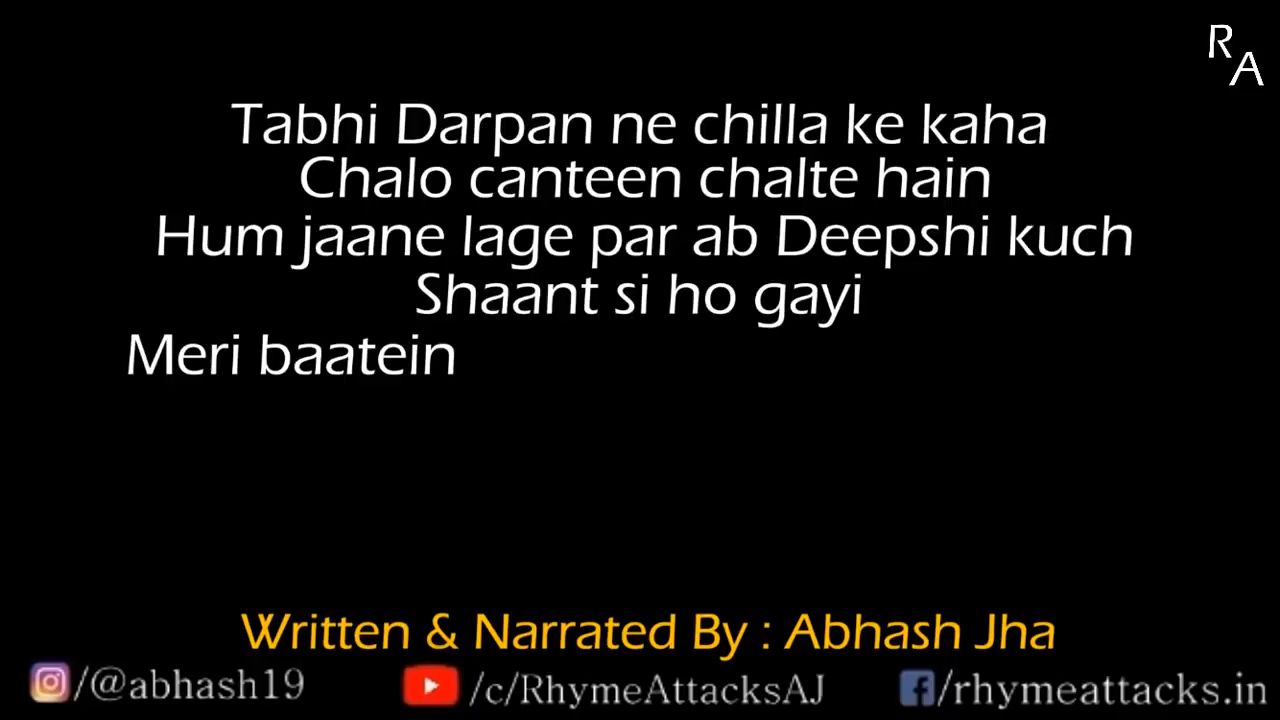 R
A
Tabhi Darpan ne chilla ke kaha
Chalo canteen chalte hain
Hum jaane lage par ab Deepshi kuch
Shaant si ho gayi
Meri baatein
Written & Narrated By : Abhash Jha
/@abhash19 /c/RhymeAttacksAJ /rhymeattacks.in